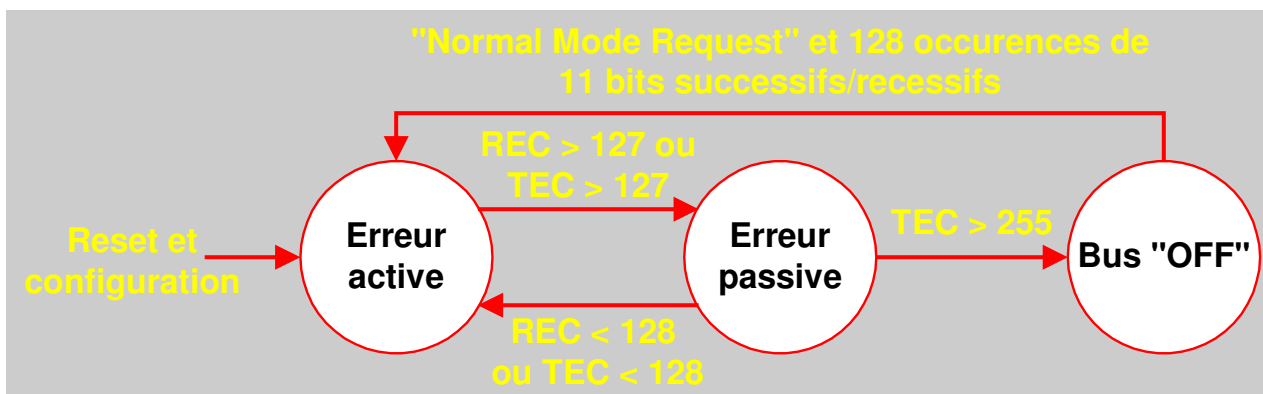 "Normal Mode Request" et 128 occurences de
11 bits successifs/recessifs
REC > 127 ou
TEC > 127
Reset et
configuration
Erreur
active
Erreur
passive
TEC > 255
Bus "OFF"
REC < 128
ou TEC < 128